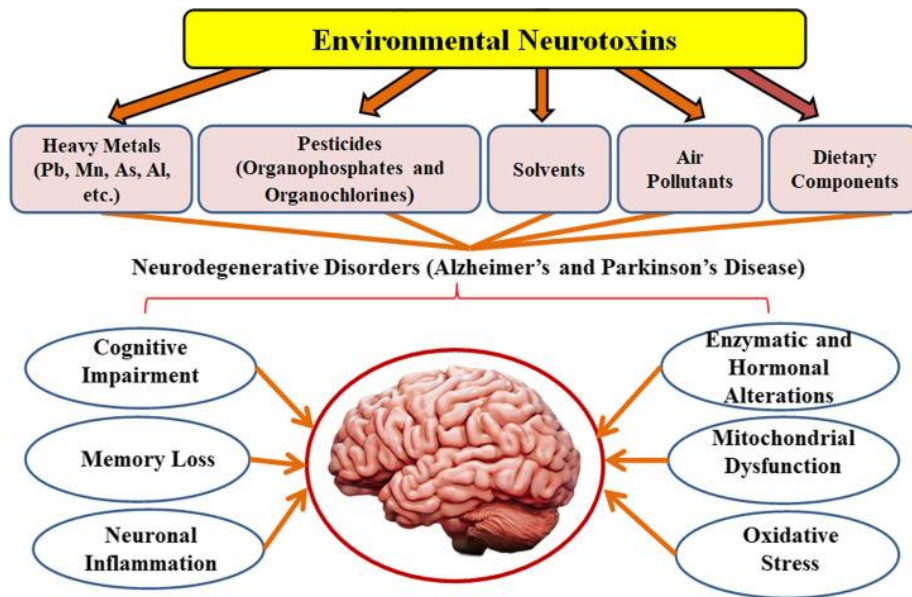 Environmental Neurotoxins
Heavy Metals
(Pb, Mn, As, Al,
etc.)
Pesticides
(Organophosphates and
Organochlorines)
Solvents
Air
Pollutants
Dietary
Components
Neurodegenerative Disorders (Alzheimer's and Parkinson's Disease)
Cognitive
Impairment
Memory Loss
Neuronal
Inflammation
Enzymatic and
Hormonal
Alterations
Mitochondrial
Dysfunction
Oxidative
Stress